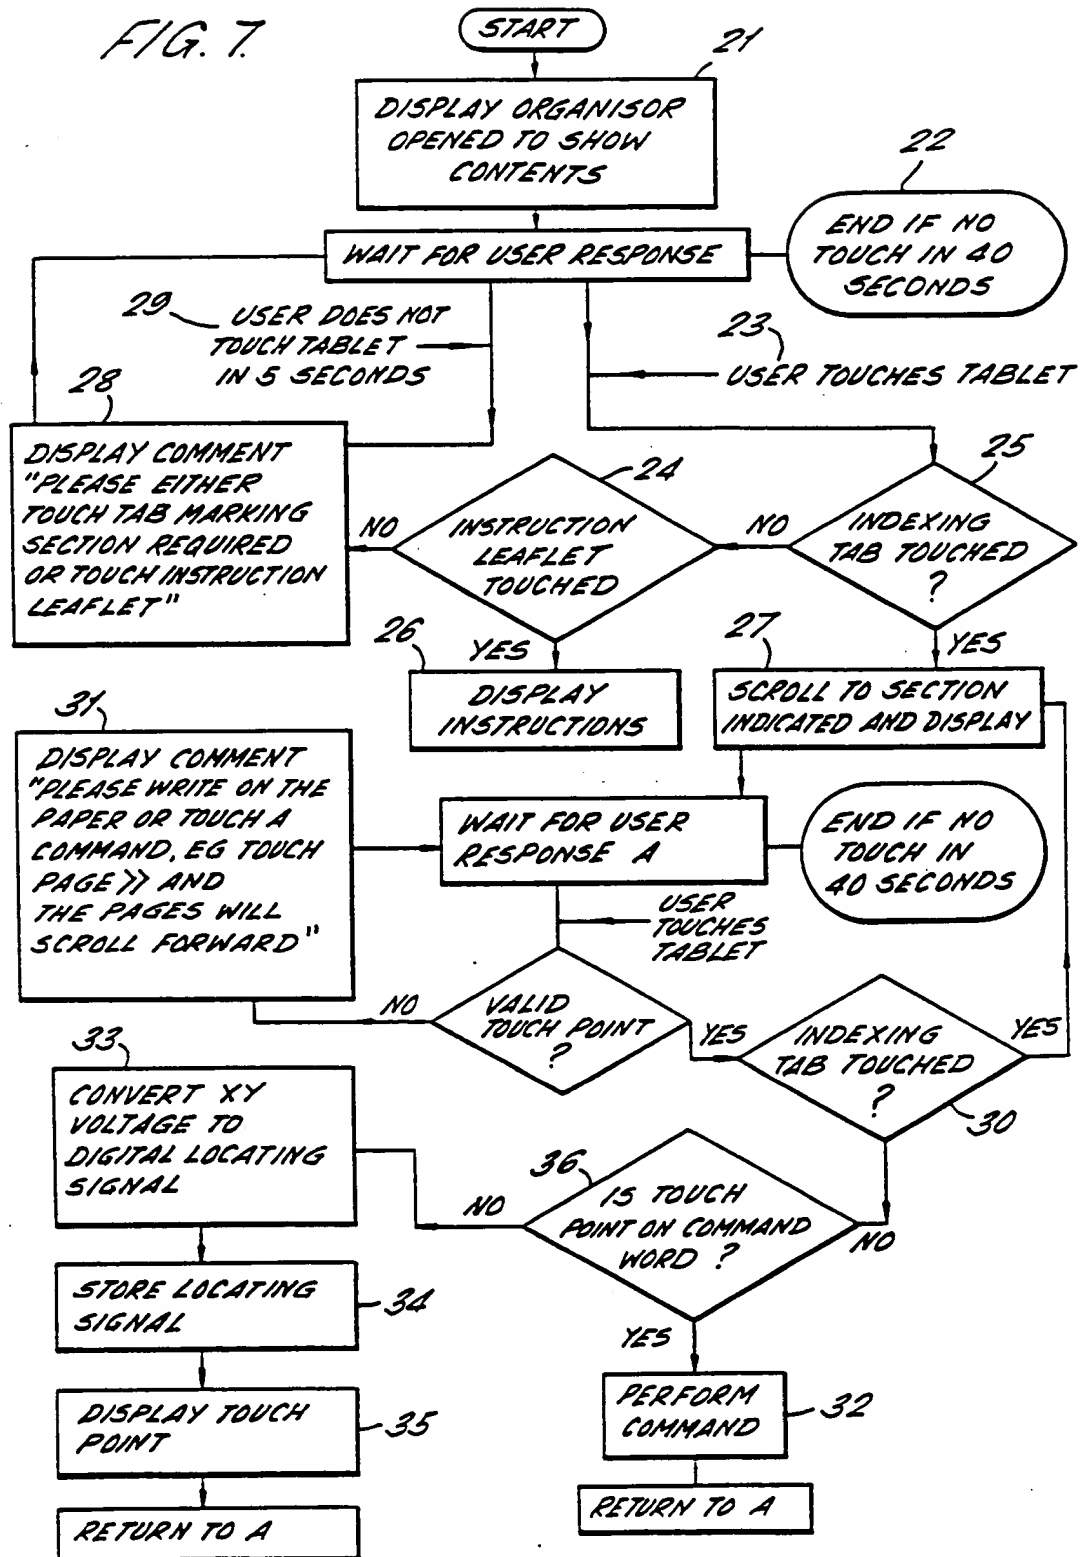 FIG. 7.
START
21
DISPLAY ORGANISOR
OPENED TO SHOW
CONTENTS
22
END IF NO
TOUCH IN 40
SECONDS
WAIT FOR USER RESPONSE
29
USER DOES NOT
TOUCH TABLET
IN 5 SECONDS
23
USER TOUCHES TABLET
28
DISPLAY COMMENT
"PLEASE EITHER
TOUCH TAB MARKING
SECTION REQUIRED
OR TOUCH INSTRUCTION
LEAFLET"
NO
24
INSTRUCTION
LEAFLET
TOUCHED
NO
25
INDEXING
TAB TOUCHED
?
26
YES
DISPLAY
INSTRUCTIONS
27
YES
SCROLL TO SECTION
INDICATED AND DISPLAY
31
DISPLAY COMMENT
"PLEASE WRITE ON THE
PAPER OR TOUCH A
COMMAND, EG TOUCH
PAGE >> AND
THE PAGES WILL
SCROLL FORWARD"
WAIT FOR USER
RESPONSE A
END IF NO
TOUCH IN
40 SECONDS
USER
TOUCHES
TABLET
NO
VALID
TOUCH POINT
?
YES
INDEXING
TAB TOUCHED
?
YES
30
33
CONVERT XY
VOLTAGE TO
DIGITAL LOCATING
SIGNAL
NO
36
IS TOUCH
POINT ON COMMAND
WORD ?
NO
STORE LOCATING
SIGNAL
34
YES
DISPLAY TOUCH
POINT
35
PERFORM
COMMAND
32
RETURN TO A
RETURN TO A